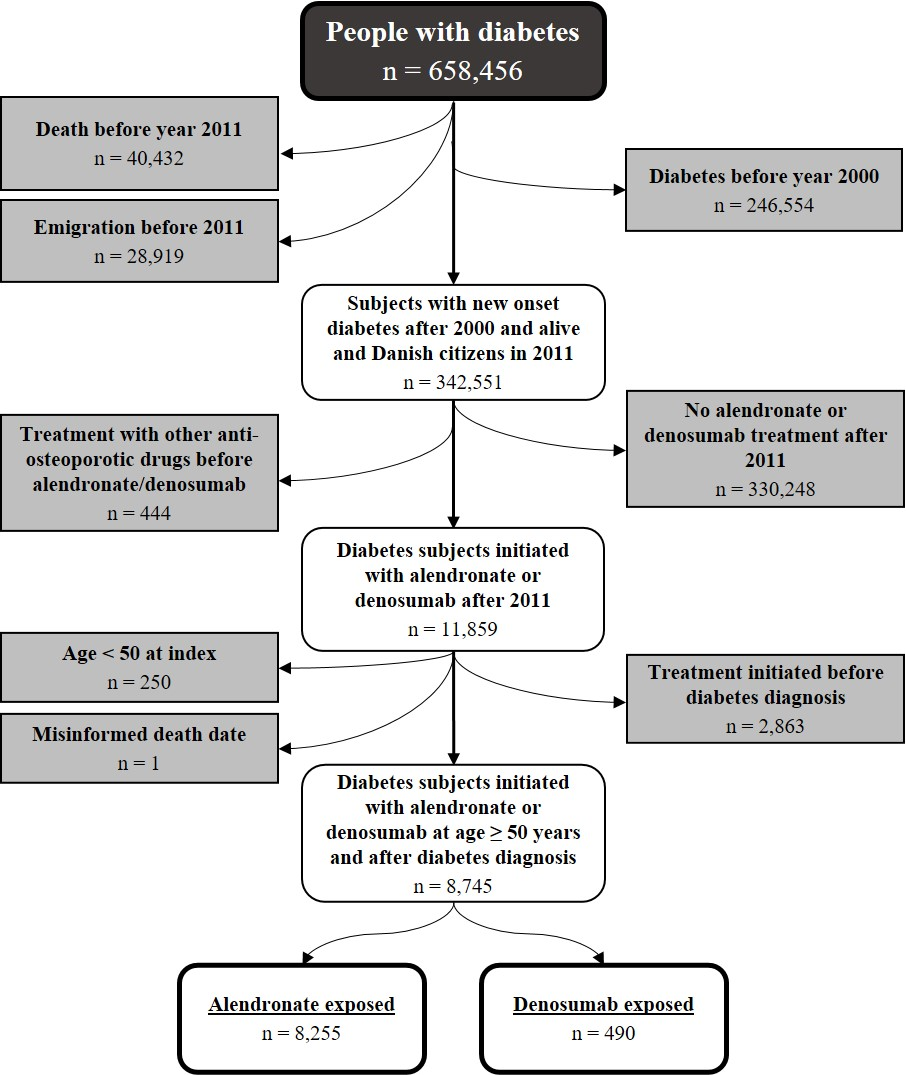 People with diabetes
n = 658,456
Death before year 2011
n = 40,432
Diabetes before year 2000
n = 246,554
Emigration before 2011
n = 28,919
Subjects with new onset
diabetes after 2000 and alive
and Danish citizens in 2011
n = 342,551
Treatment with other anti-
osteoporotic drugs before
alendronate/denosumab
n = 444
No alendronate or
denosumab treatment after
2011
n = 330,248
Diabetes subjects initiated
with alendronate or
denosumab after 2011
n = 11,859
Age < 50 at index
n = 250
Treatment initiated before
diabetes diagnosis
n = 2,863
Misinformed death date
n = 1
Diabetes subjects initiated
with alendronate or
denosumab at age ≥ 50 years
and after diabetes diagnosis
n = 8,745
Alendronate exposed
n = 8,255
Denosumab exposed
n = 490